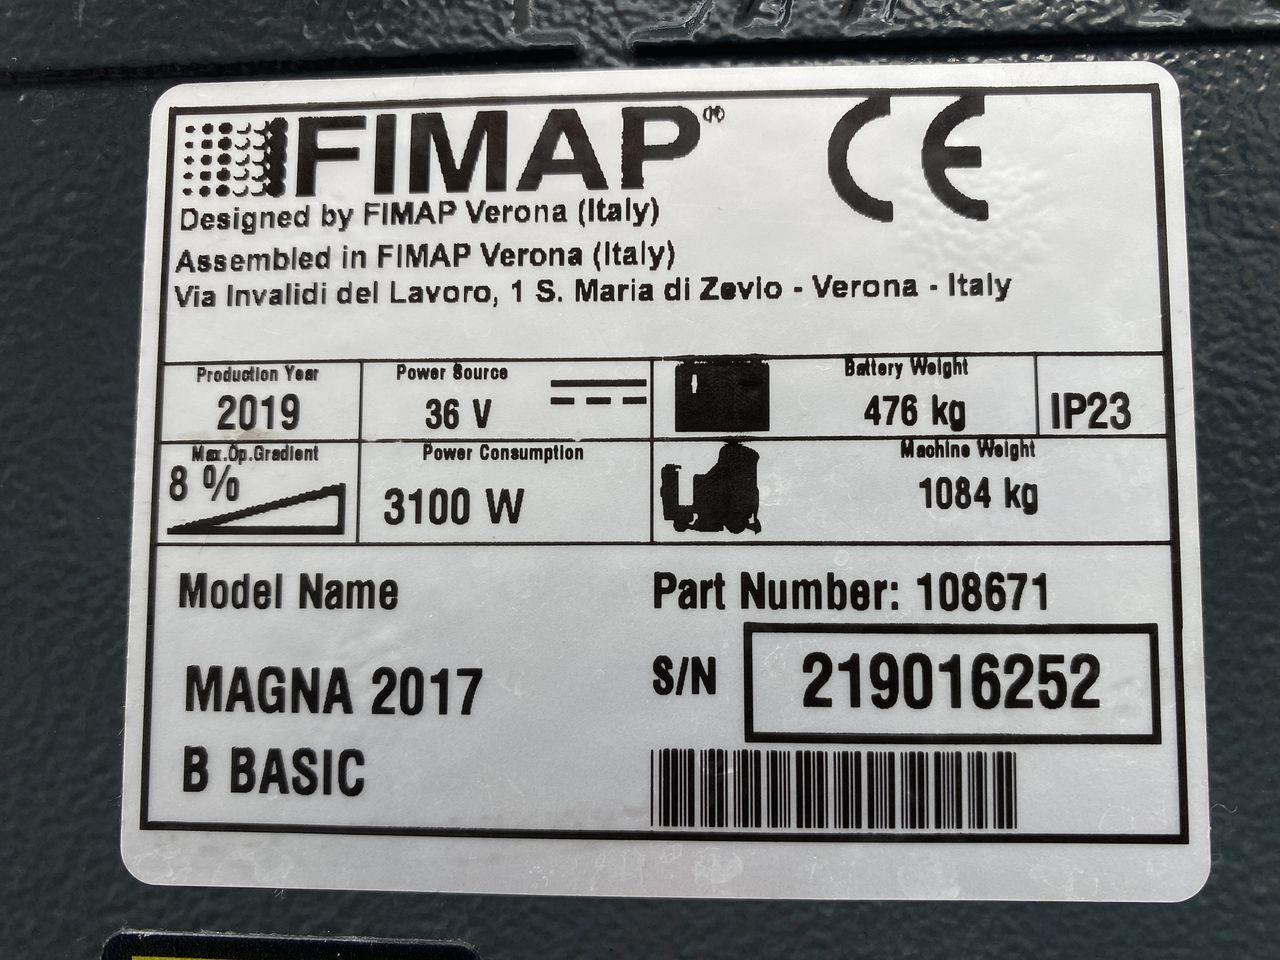 FIMAP®
CE
Designed by FIMAP Verona (Italy)
Assembled in FIMAP Verona (Italy)
Via Invalidi del Lavoro, 1 S. Maria di Zevio - Verona - Italy
Production Year
2019
Power Source
36 V
Battery Weight
476 kg
IP23
Max.Op.Gradient
8 %
Power Consumption
3100 W
Machine Weight
1084 kg
Model Name
Part Number: 108671
MAGNA 2017
S/N 219016252
B BASIC